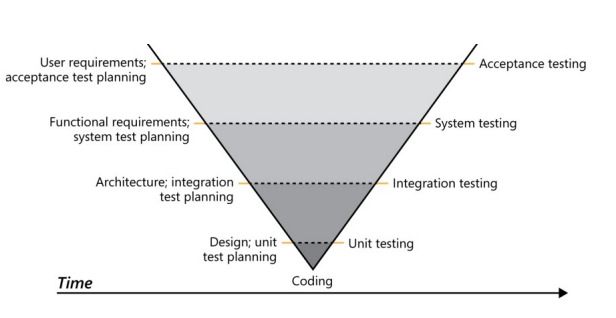 User requirements;
acceptance test planning
Acceptance testing
Functional requirements;
system test planning
System testing
Architecture; integration
test planning
Integration testing
Design; unit
test planning
Unit testing
Coding
Time